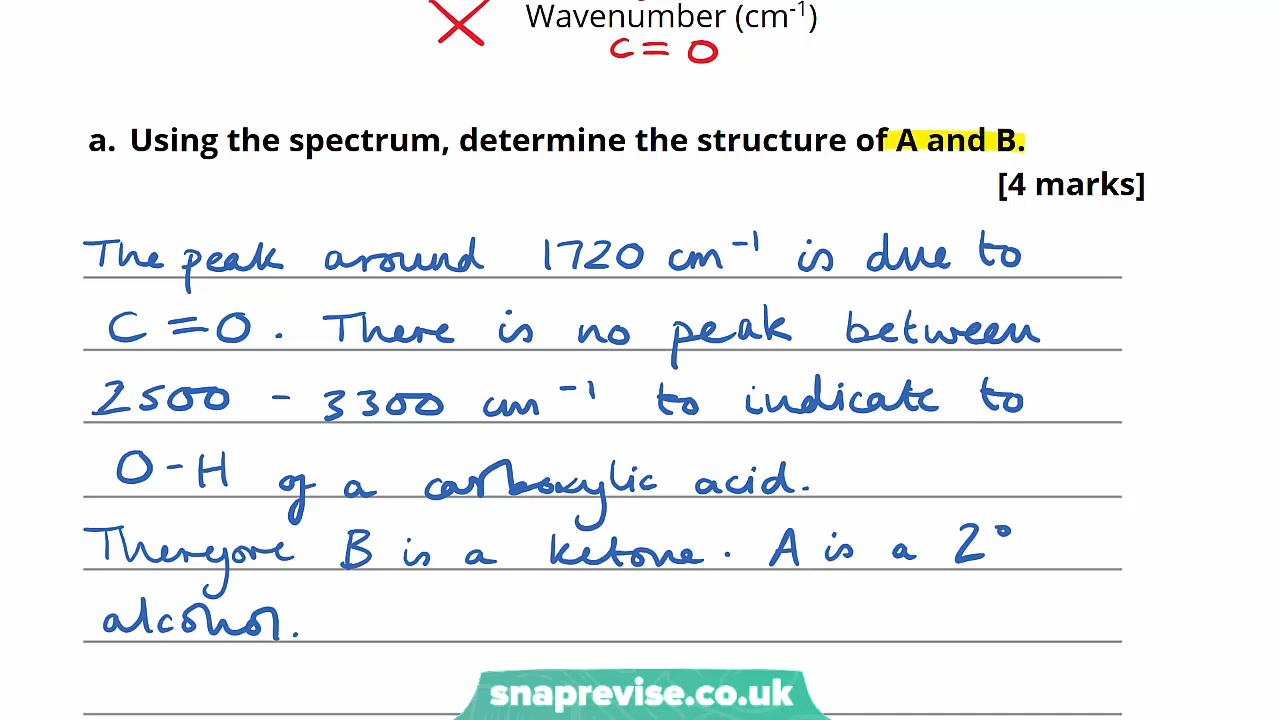 Wavenumber (cm-1)
C = O
a. Using the spectrum, determine the structure of A and B.
[4 marks]
The peak around 1720 cm-1 is due to
C = O. There is no peak between
2500 - 3300 cm-1 to indicate to
O-H of a carboxylic acid.
Therefore B is a ketone. A is a 2°
alcohol.
snaprevise.co.uk